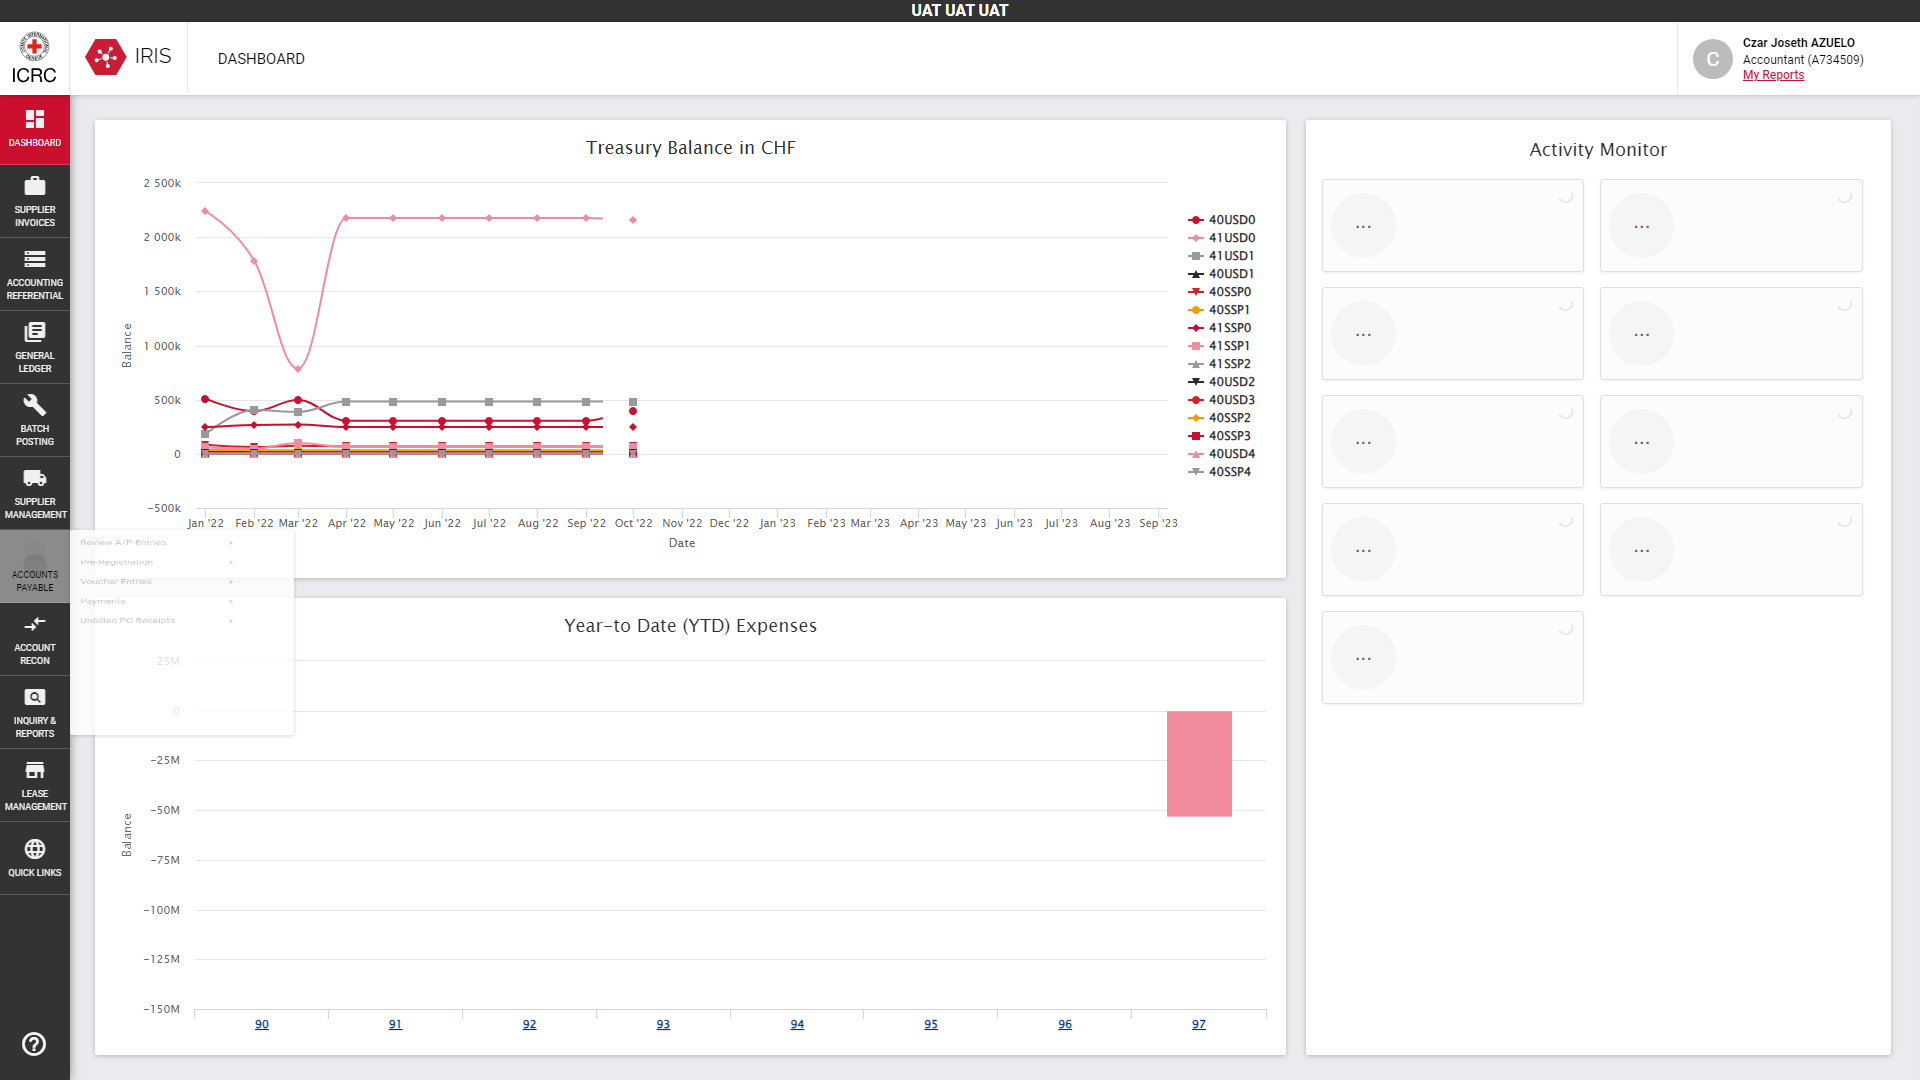 UAT UAT UAT
ICRC
IRIS
DASHBOARD
C
Czar Joseth AZUELO
Accountant (A734509)
My Reports
DASHBOARD
SUPPLIER
INVOICES
ACCOUNTING
REFERENTIAL
GENERAL
LEDGER
BATCH
POSTING
SUPPLIER
MANAGEMENT
ACCOUNTS
PAYABLE
ACCOUNT
RECON
INQUIRY &
REPORTS
LEASE
MANAGEMENT
QUICK LINKS
Review A/P Entries
Pre-Registration
Voucher Entries
Payments
Unbilled PO Receipts
Treasury Balance in CHF
2 500k
2 000k
1 500k
1 000k
500k
0
−500k
Balance
Jan '22 Feb '22 Mar '22 Apr '22 May '22 Jun '22 Jul '22 Aug '22 Sep '22 Oct '22 Nov '22 Dec '22 Jan '23 Feb '23 Mar '23 Apr '23 May '23 Jun '23 Jul '23 Aug '23 Sep '23
Date
40USD0
41USD0
41USD1
40USD1
40SSP0
40SSP1
41SSP0
41SSP1
41SSP2
40USD2
40USD3
40SSP2
40SSP3
40USD4
40SSP4
Year-to Date (YTD) Expenses
25M
0
−25M
−50M
−75M
−100M
−125M
−150M
Balance
90 91 92 93 94 95 96 97
Activity Monitor
... ...
... ...
... ...
... ...
...